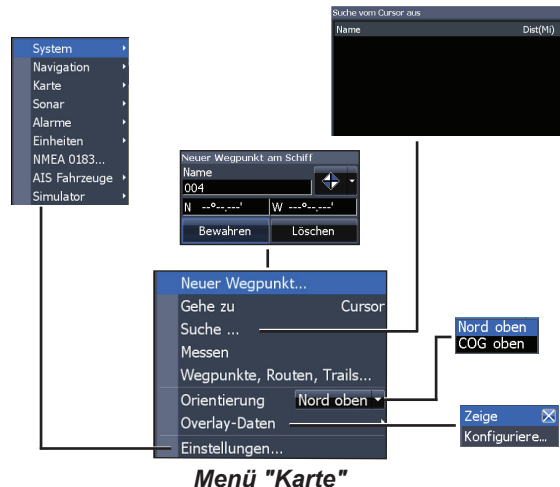 Suche vom Cursor aus
Name Dist(Mi)
System
Navigation
Karte
Sonar
Alarme
Einheiten
NMEA 0183...
AIS Fahrzeuge
Simulator
Neuer Wegpunkt am Schiff
Name
004
N --°--.---' W ---°--.---'
Bewahren Löschen
Neuer Wegpunkt...
Gehe zu Cursor
Suche ...
Messen
Wegpunkte, Routen, Trails...
Orientierung Nord oben
Overlay-Daten
Einstellungen...
Nord oben
COG oben
Zeige
Konfiguriere...
Menü "Karte"